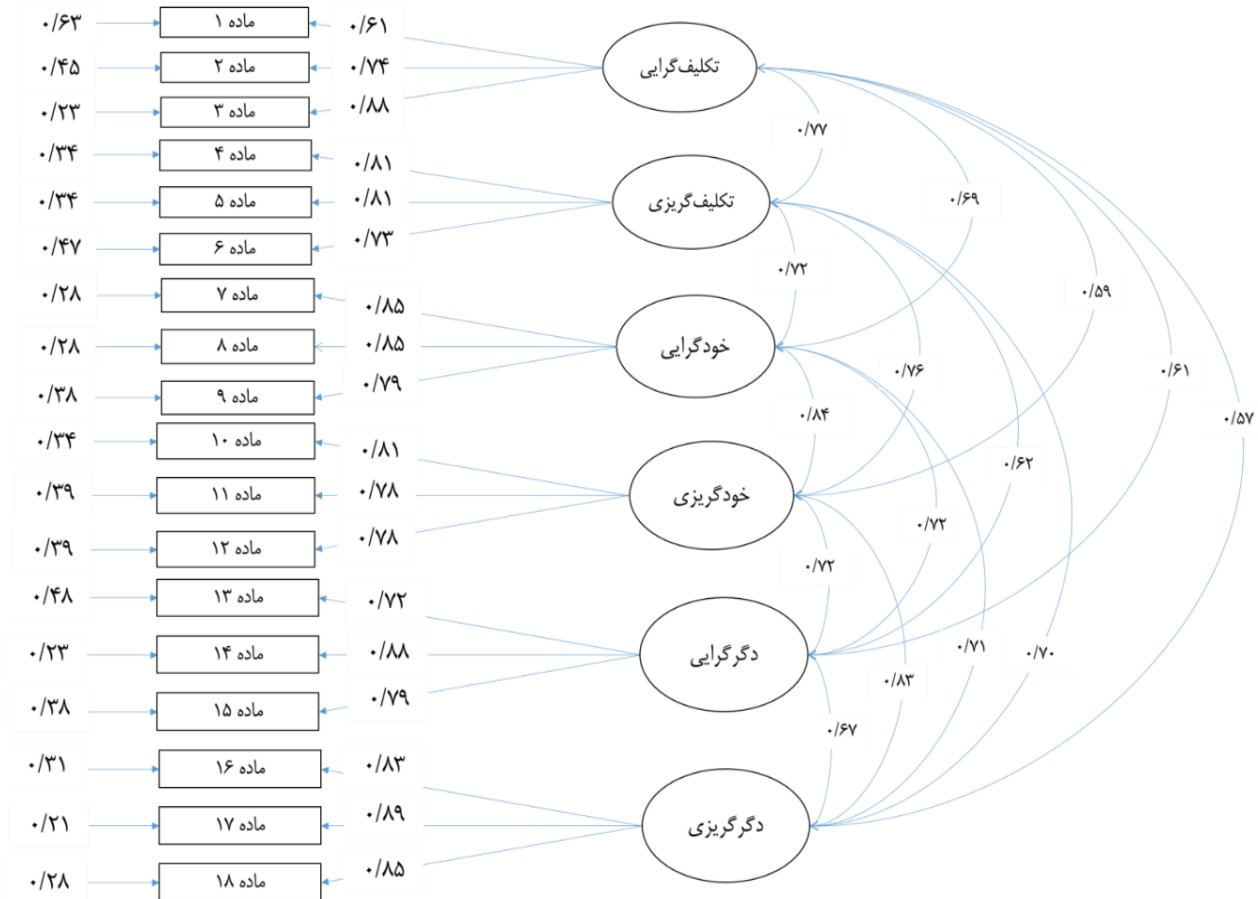 ۰/۶۳ ماده ۱ ۰/۶۱
۰/۴۵ ماده ۲ ۰/۷۴
۰/۲۳ ماده ۳ ۰/۸۸
تکلیف‌گرایی
۰/۷۷
۰/۳۴ ماده ۴ ۰/۸۱
۰/۳۴ ماده ۵ ۰/۸۱
۰/۴۷ ماده ۶ ۰/۷۳
تکلیف‌گریزی
۰/۶۹
۰/۷۲
۰/۵۹
۰/۲۸ ماده ۷ ۰/۸۵
۰/۲۸ ماده ۸ ۰/۸۵
۰/۳۸ ماده ۹ ۰/۷۹
خودگرایی
۰/۷۶
۰/۶۱
۰/۸۴
۰/۵۷
۰/۳۴ ماده ۱۰ ۰/۸۱
۰/۳۹ ماده ۱۱ ۰/۷۸
۰/۳۹ ماده ۱۲ ۰/۷۸
خودگریزی
۰/۶۲
۰/۷۲
۰/۷۲
۰/۴۸ ماده ۱۳ ۰/۷۲
۰/۲۳ ماده ۱۴ ۰/۸۸
۰/۳۸ ماده ۱۵ ۰/۷۹
دگرگرایی
۰/۷۱
۰/۷۰
۰/۸۳
۰/۶۷
۰/۳۱ ماده ۱۶ ۰/۸۳
۰/۲۱ ماده ۱۷ ۰/۸۹
۰/۲۸ ماده ۱۸ ۰/۸۵
دگرگریزی